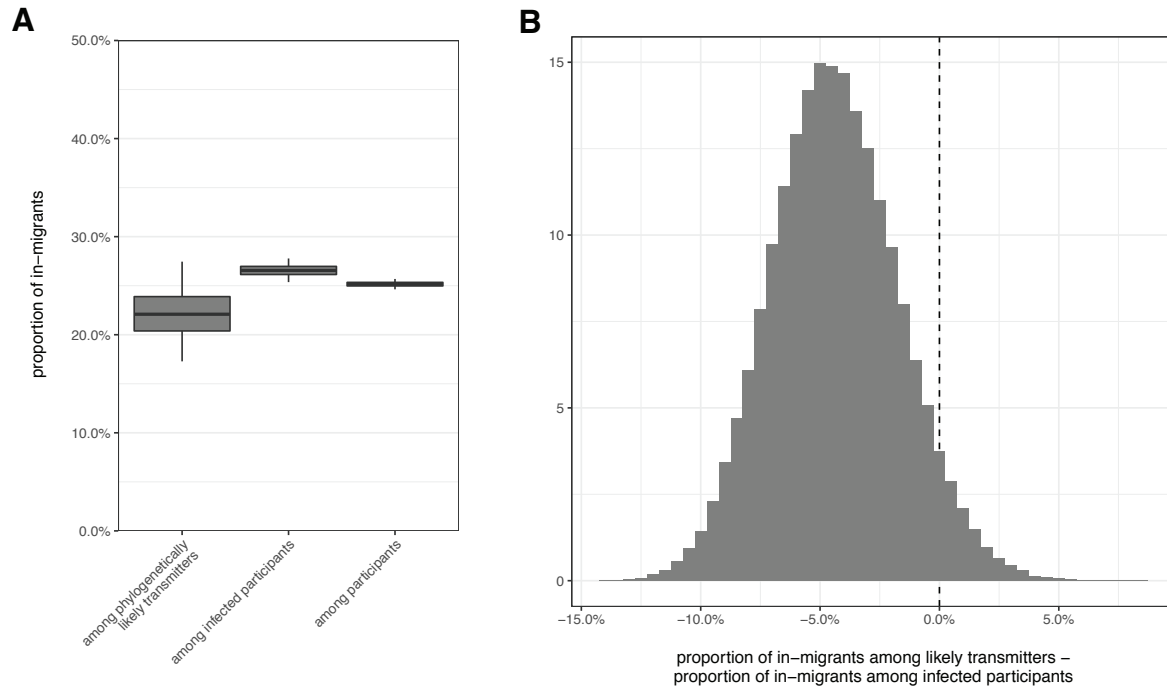 A
50.0%
40.0%
30.0%
20.0%
10.0%
0.0%
proportion of in−migrants
among phylogenetically
likely transmitters
among infected participants
among participants
B
15
10
5
0
−15.0%
−10.0%
−5.0%
0.0%
5.0%
proportion of in−migrants among likely transmitters −
proportion of in−migrants among infected participants